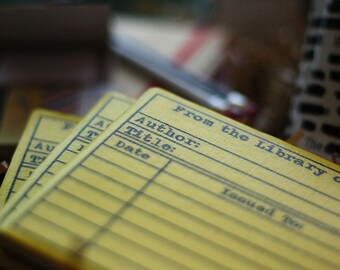 From the Library o
Author:
Title:
Date Issued To: